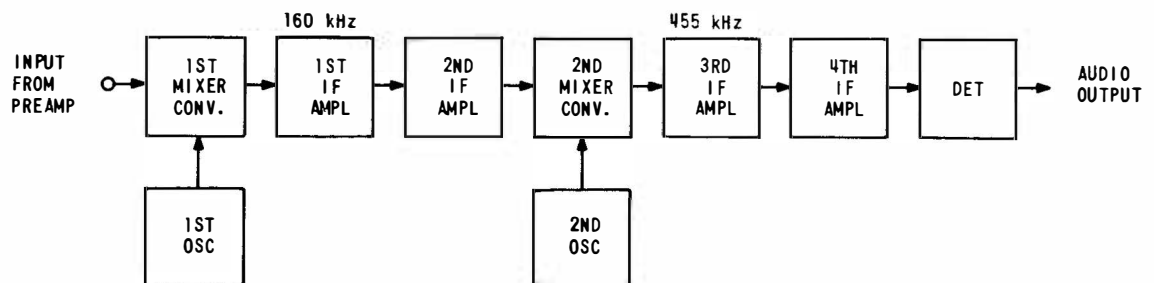 160 kHz
455 kHz
INPUT
FROM
PREAMP
1ST
MIXER
CONV.
1ST
IF
AMPL
2ND
IF
AMPL
2ND
MIXER
CONV.
3RD
IF
AMPL
4TH
IF
AMPL
DET
AUDIO
OUTPUT
1ST
OSC
2ND
OSC